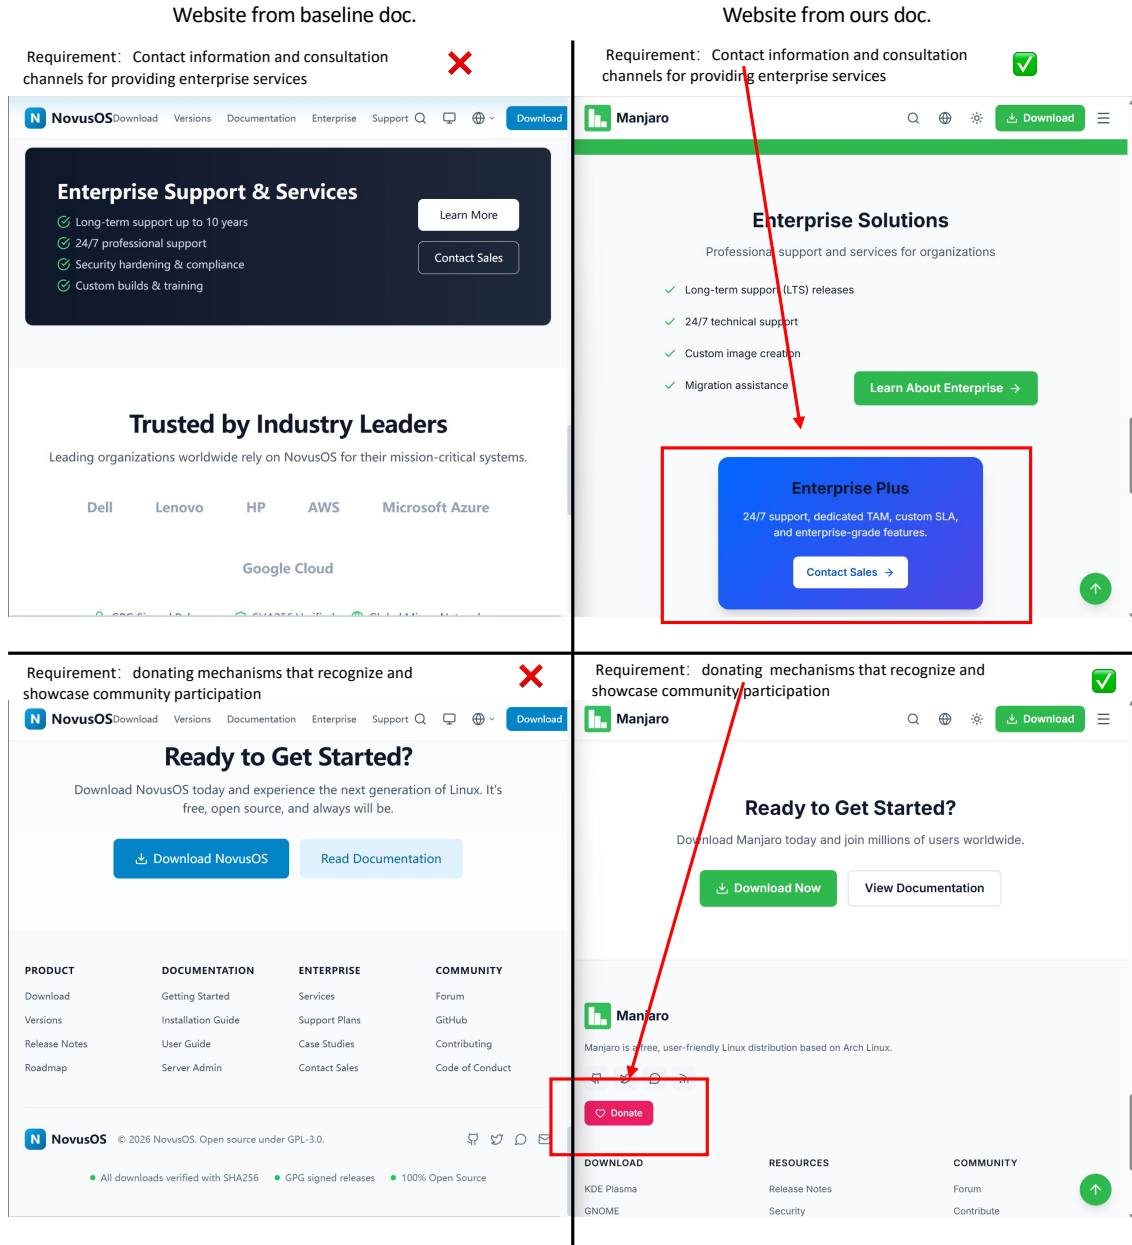 Website from baseline doc.
Website from ours doc.
Requirement: Contact information and consultation
channels for providing enterprise services
N NovusOS Download Versions Documentation Enterprise Support Download
Enterprise Support & Services
Long-term support up to 10 years
24/7 professional support
Security hardening & compliance
Custom builds & training
Learn More
Contact Sales
Trusted by Industry Leaders
Leading organizations worldwide rely on NovusOS for their mission-critical systems.
Dell Lenovo HP AWS Microsoft Azure
Google Cloud
Requirement: Contact information and consultation
channels for providing enterprise services
Manjaro Download
Enterprise Solutions
Professional support and services for organizations
Long-term support (LTS) releases
24/7 technical support
Custom image creation
Migration assistance
Learn About Enterprise →
Enterprise Plus
24/7 support, dedicated TAM, custom SLA,
and enterprise-grade features.
Contact Sales →
Requirement: donating mechanisms that recognize and
showcase community participation
N NovusOS Download Versions Documentation Enterprise Support Download
Ready to Get Started?
Download NovusOS today and experience the next generation of Linux. It's
free, open source, and always will be.
Download NovusOS Read Documentation
PRODUCT DOCUMENTATION ENTERPRISE COMMUNITY
Download Getting Started Services Forum
Versions Installation Guide Support Plans GitHub
Release Notes User Guide Case Studies Contributing
Roadmap Server Admin Contact Sales Code of Conduct
N NovusOS © 2026 NovusOS. Open source under GPL-3.0.
All downloads verified with SHA256 GPG signed releases 100% Open Source
Requirement: donating mechanisms that recognize and
showcase community participation
Manjaro Download
Ready to Get Started?
Download Manjaro today and join millions of users worldwide.
Download Now View Documentation
Manjaro
Manjaro is a free, user-friendly Linux distribution based on Arch Linux.
Donate
DOWNLOAD RESOURCES COMMUNITY
KDE Plasma Release Notes Forum
GNOME Security Contribute